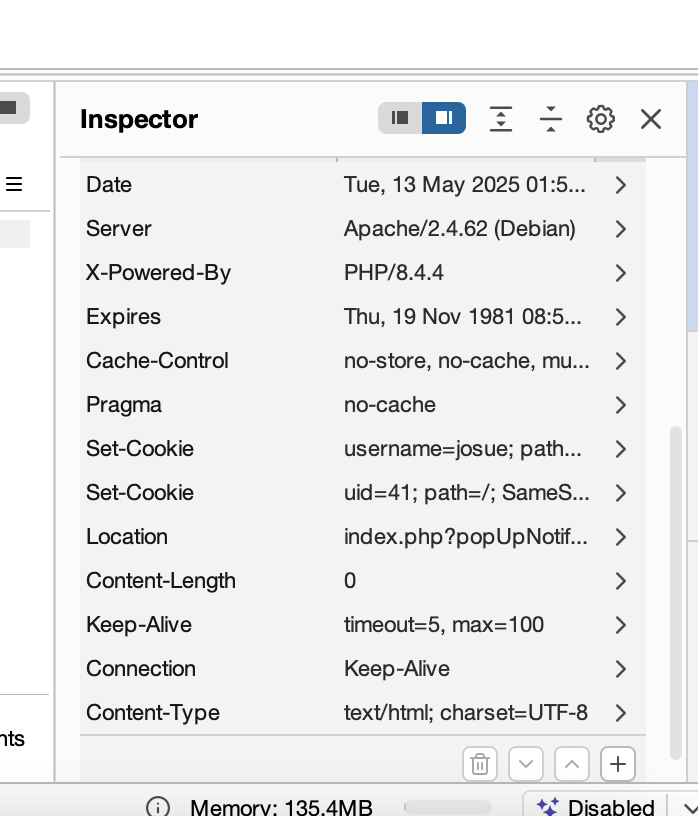 Inspector
Date Tue, 13 May 2025 01:5...
Server Apache/2.4.62 (Debian)
X-Powered-By PHP/8.4.4
Expires Thu, 19 Nov 1981 08:5...
Cache-Control no-store, no-cache, mu...
Pragma no-cache
Set-Cookie username=josue; path...
Set-Cookie uid=41; path=/; SameS...
Location index.php?popUpNotif...
Content-Length 0
Keep-Alive timeout=5, max=100
Connection Keep-Alive
Content-Type text/html; charset=UTF-8
nts
Memory: 135.4MB Disabled